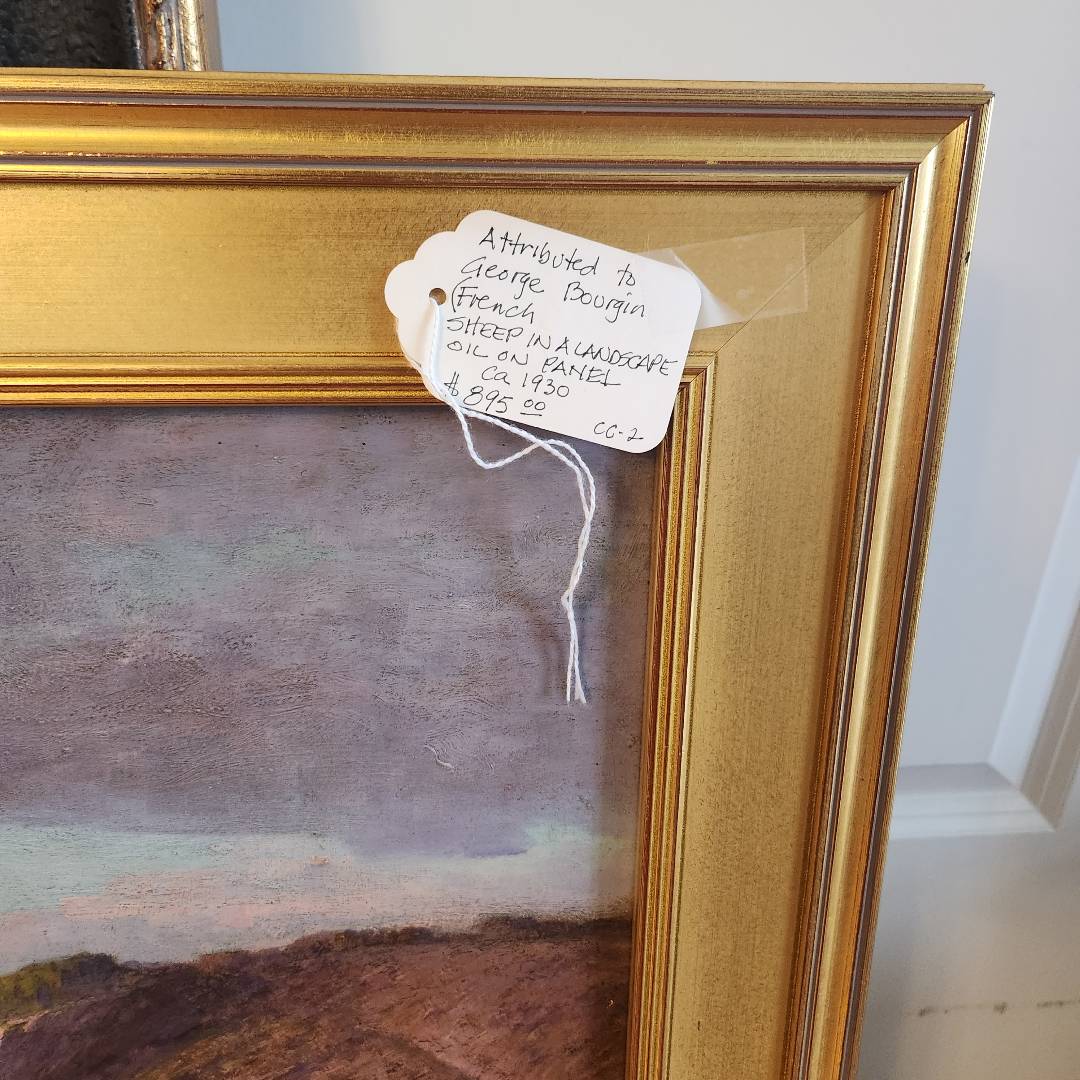 Attributed to
George Bourgin
(French
SHEEP IN A LANDSCAPE
OIL ON PANEL
ca 1930
$895.00
CC-2